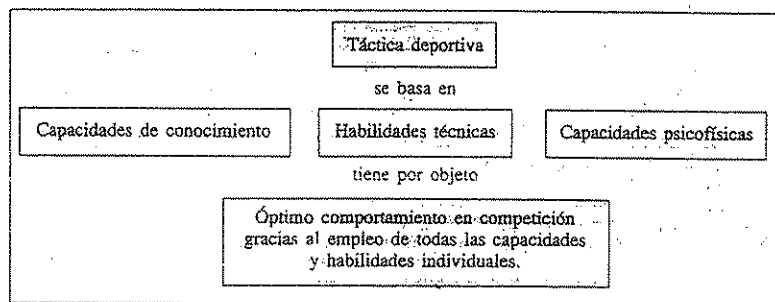 Táctica deportiva
se basa en
Capacidades de conocimiento Habilidades técnicas Capacidades psicofísicas
tiene por objeto
Óptimo comportamiento en competición
gracias al empleo de todas las capacidades
y habilidades individuales.